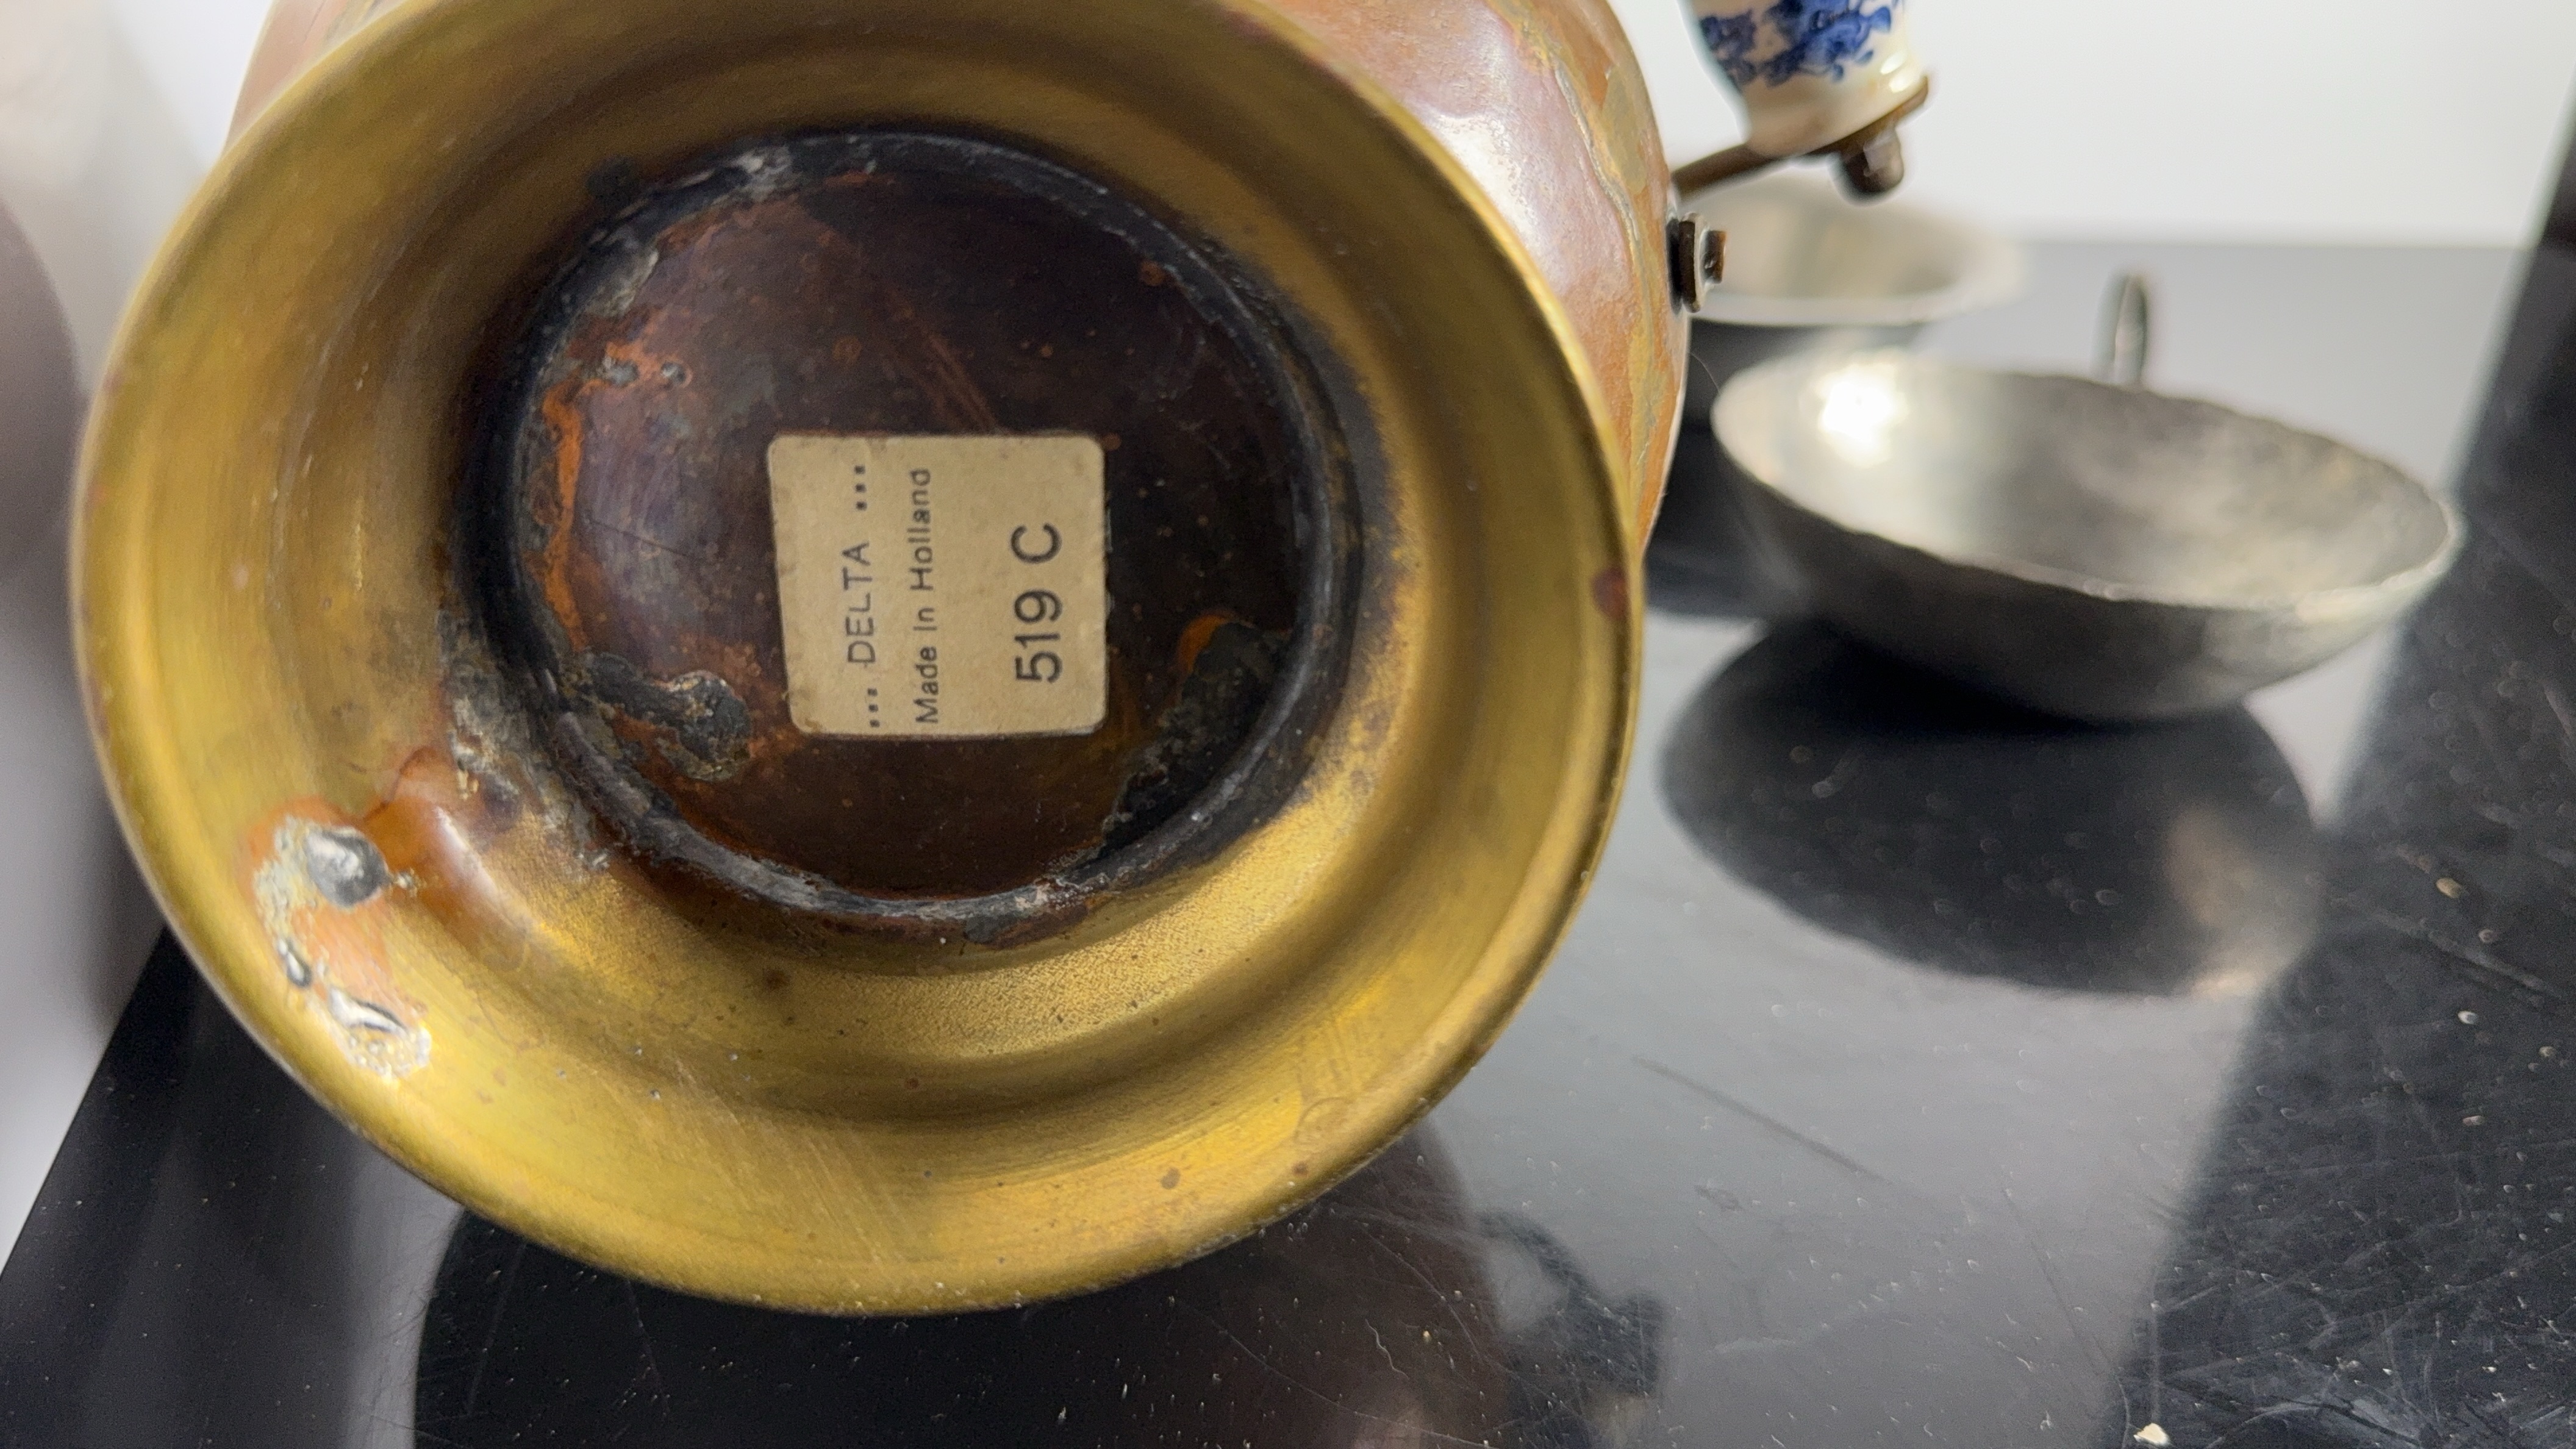 .... DELTA ...
Made in Holland
519 C